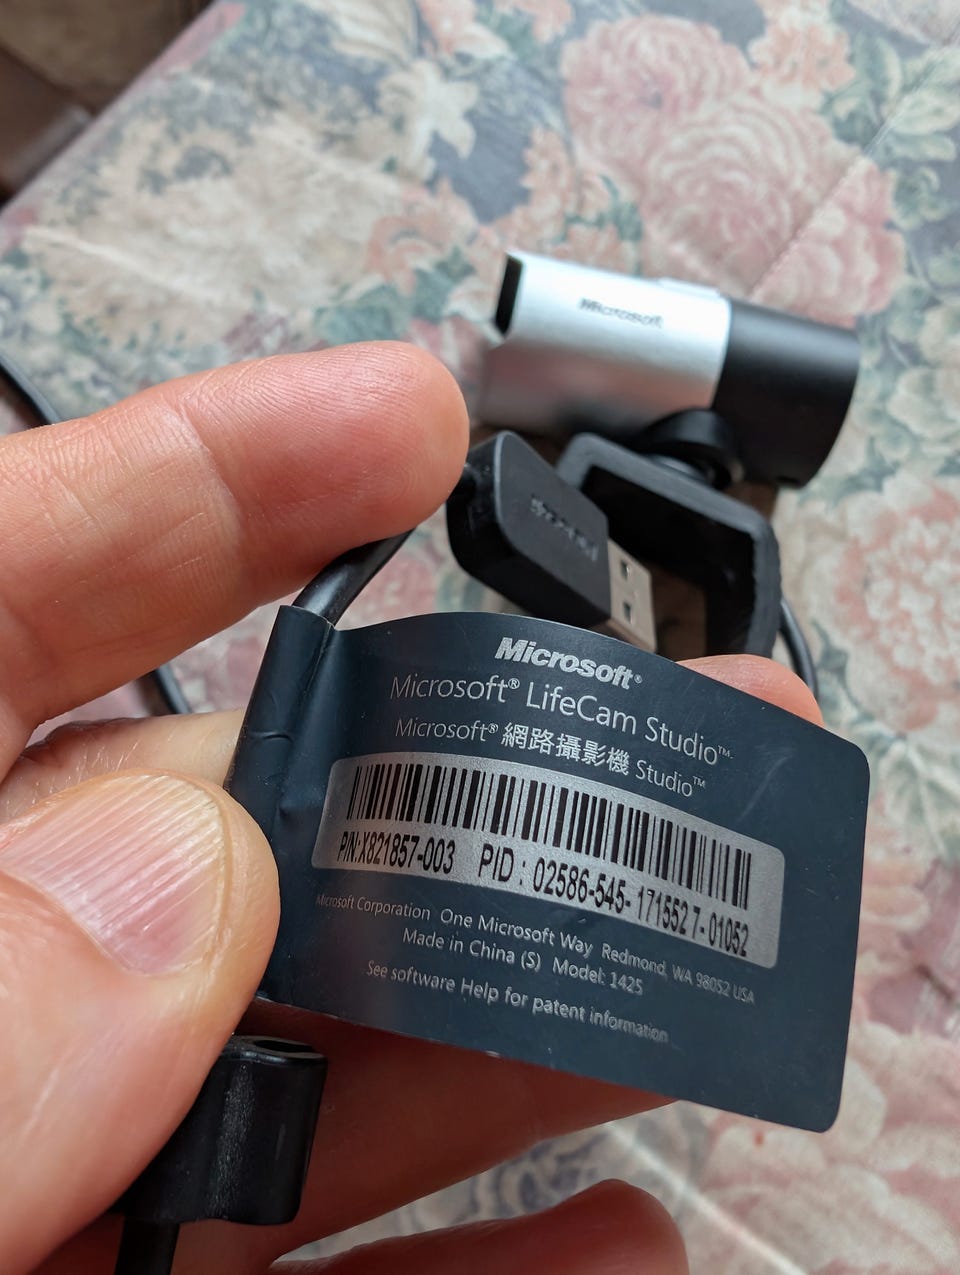 Microsoft
Microsoft
Microsoft®
Microsoft® LifeCam Studio™.
Microsoft® 網路攝影機 Studio™
P/N:X821857-003 PID : 02586-545-1715527-01052
Microsoft Corporation One Microsoft Way Redmond, WA 98052 USA
Made in China (S) Model: 1425
See software Help for patent information